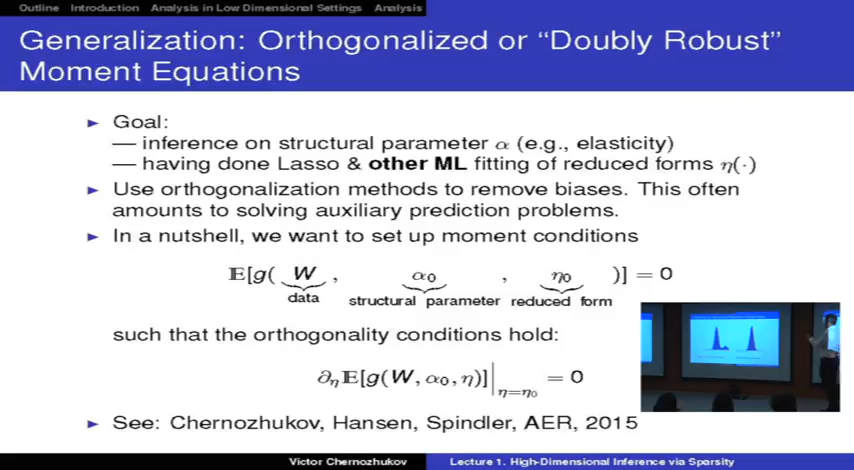 Outline Introduction Analysis in Low Dimensional Settings Analysis
Generalization: Orthogonalized or “Doubly Robust”
Moment Equations
► Goal:
— inference on structural parameter α (e.g., elasticity)
— having done Lasso & other ML fitting of reduced forms η(·)
► Use orthogonalization methods to remove biases. This often
amounts to solving auxiliary prediction problems.
► In a nutshell, we want to set up moment conditions
𝔼[g( W , α₀ , η₀ )] = 0
data structural parameter reduced form
such that the orthogonality conditions hold:
∂η𝔼[g(W, α₀, η)]|η=η₀ = 0
► See: Chernozhukov, Hansen, Spindler, AER, 2015
Victor Chernozhukov Lecture 1. High-Dimensional Inference via Sparsity